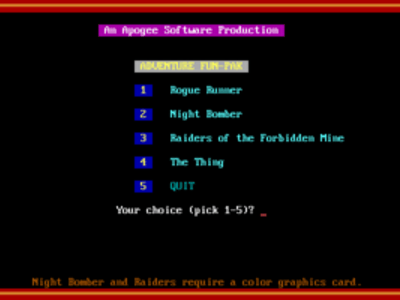 An Apogee Software Production
ADVENTURE FUN-PAK
1 Rogue Runner
2 Night Bomber
3 Raiders of the Forbidden Mine
4 The Thing
5 QUIT
Your choice (pick 1-5)? _
Night Bomber and Raiders require a color graphics card.